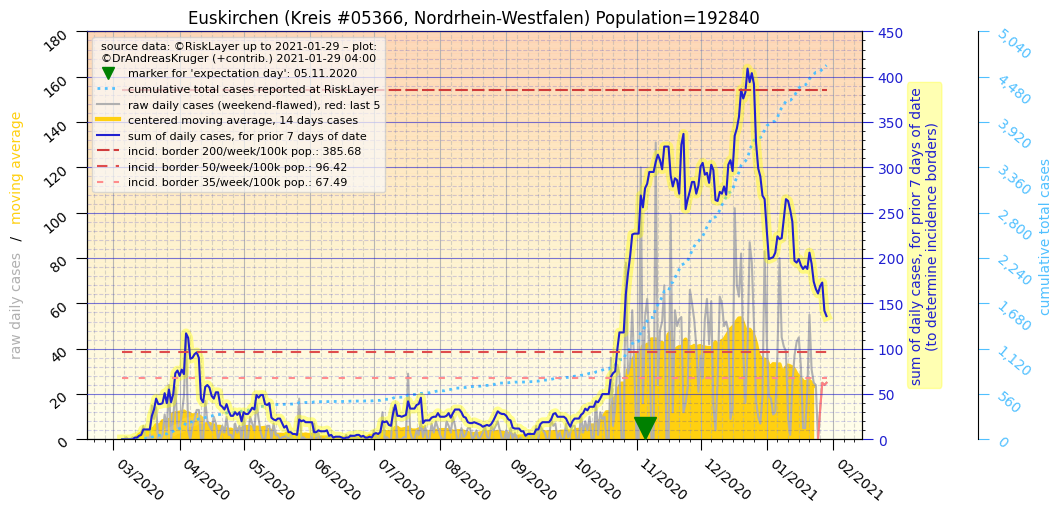 Euskirchen (Kreis #05366, Nordrhein-Westfalen) Population=192840
source data: ©RiskLayer up to 2021-01-29 – plot:
©DrAndreasKruger (+contrib.) 2021-01-29 04:00
marker for 'expectation day': 05.11.2020
cumulative total cases reported at RiskLayer
raw daily cases (weekend-flawed), red: last 5
centered moving average, 14 days cases
sum of daily cases, for prior 7 days of date
incid. border 200/week/100k pop.: 385.68
incid. border 50/week/100k pop.: 96.42
incid. border 35/week/100k pop.: 67.49
raw daily cases / moving average
180
160
140
120
100
80
60
40
20
0
03/2020
04/2020
05/2020
06/2020
07/2020
08/2020
09/2020
10/2020
11/2020
12/2020
01/2021
02/2021
450
400
350
300
250
200
150
100
50
0
sum of daily cases, for prior 7 days of date
(to determine incidence borders)
5,040
4,480
3,920
3,360
2,800
2,240
1,680
1,120
560
0
cumulative total cases